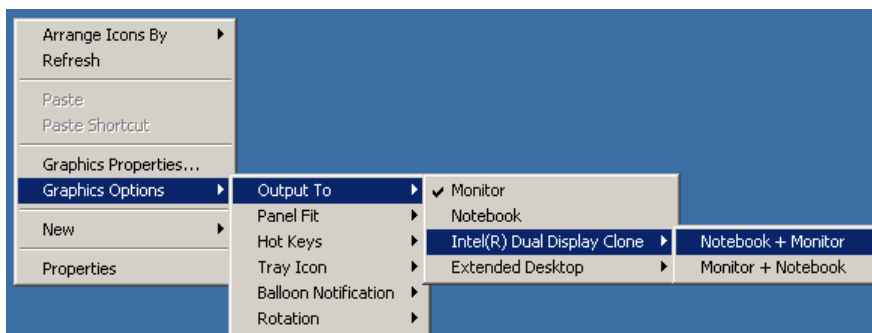 Arrange Icons By
Refresh
Paste
Paste Shortcut
Graphics Properties...
Graphics Options
New
Properties
Output To
Panel Fit
Hot Keys
Tray Icon
Balloon Notification
Rotation
Monitor
Notebook
Intel(R) Dual Display Clone
Extended Desktop
Notebook + Monitor
Monitor + Notebook